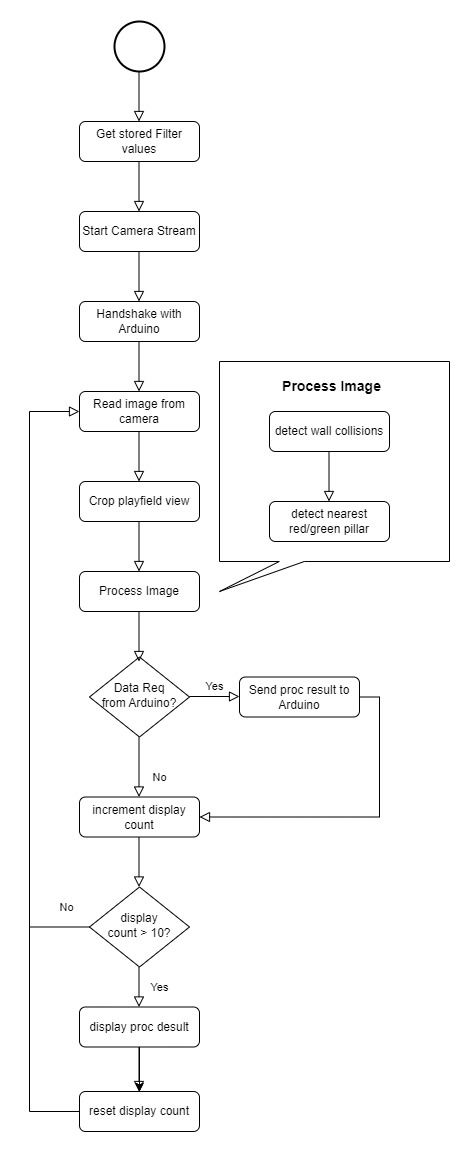 Get stored Filter
values
Start Camera Stream
Handshake with
Arduino
Read image from
camera
Crop playfield view
Process Image
Process Image
detect wall collisions
detect nearest
red/green pillar
Data Req
from Arduino?
Yes
Send proc result to
Arduino
No
increment display
count
display
count > 10?
No
Yes
display proc desult
reset display count